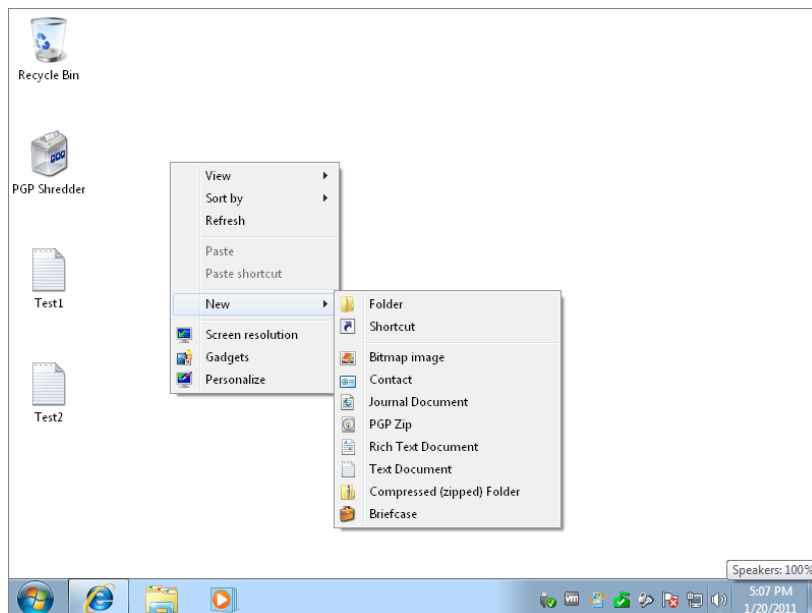 Recycle Bin
PGP Shredder
Test1
Test2
View
Sort by
Refresh
Paste
Paste shortcut
New
Screen resolution
Gadgets
Personalize
Folder
Shortcut
Bitmap image
Contact
Journal Document
PGP Zip
Rich Text Document
Text Document
Compressed (zipped) Folder
Briefcase
Speakers: 100%
5:07 PM
1/20/2011